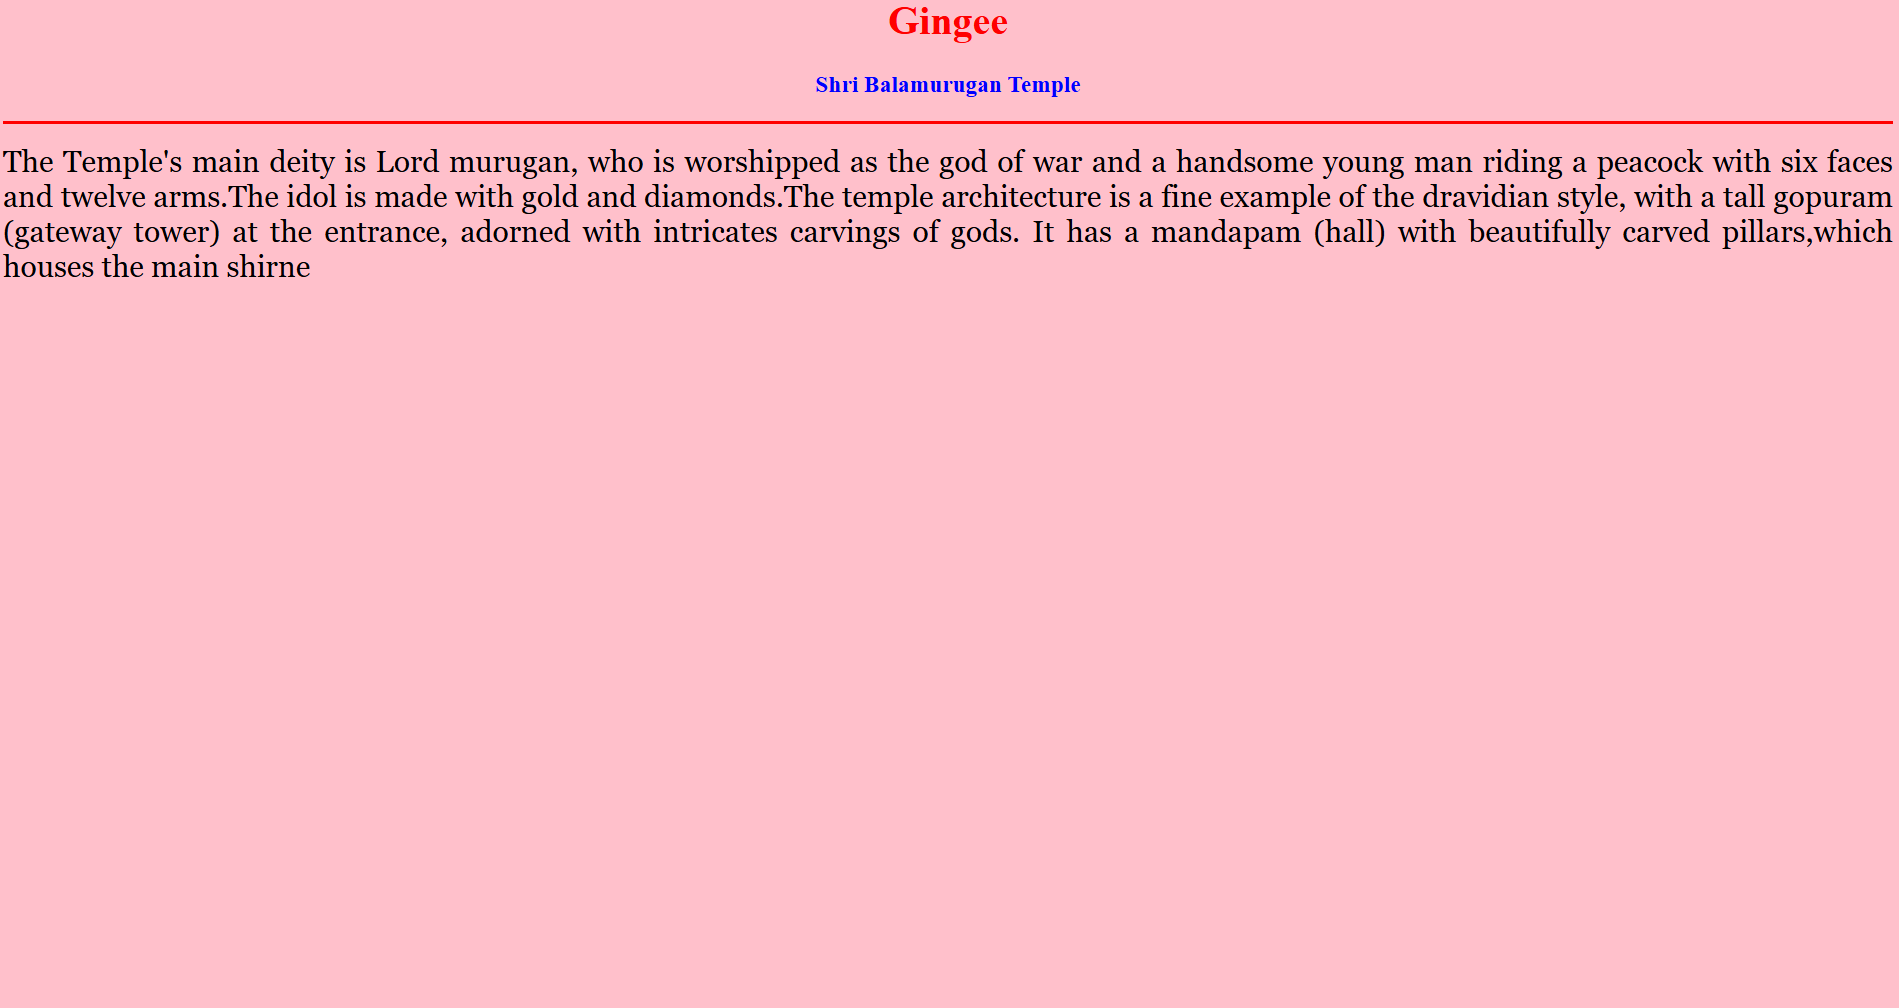 Gingee
Shri Balamurugan Temple
The Temple's main deity is Lord murugan, who is worshipped as the god of war and a handsome young man riding a peacock with six faces
and twelve arms.The idol is made with gold and diamonds.The temple architecture is a fine example of the dravidian style, with a tall gopuram
(gateway tower) at the entrance, adorned with intricates carvings of gods. It has a mandapam (hall) with beautifully carved pillars,which
houses the main shirne